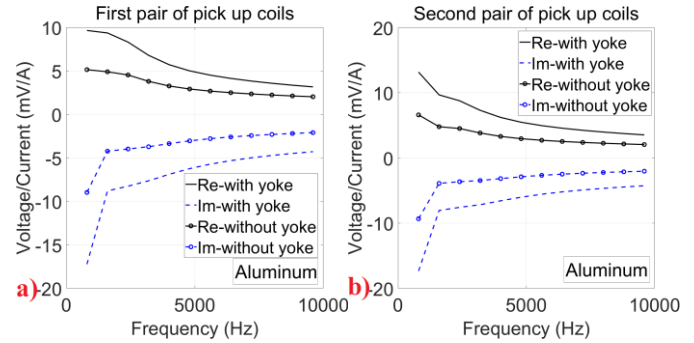 First pair of pick up coils
Voltage/Current (mV/A)
10
5
0
-5
-10
-15
-20
Re-with yoke
Im-with yoke
Re-without yoke
Im-without yoke
Aluminum
a)
0
5000
10000
Frequency (Hz)
Second pair of pick up coils
Voltage/Current (mV/A)
20
10
0
-10
-20
Re-with yoke
Im-with yoke
Re-without yoke
Im-without yoke
Aluminum
b)
0
5000
10000
Frequency (Hz)